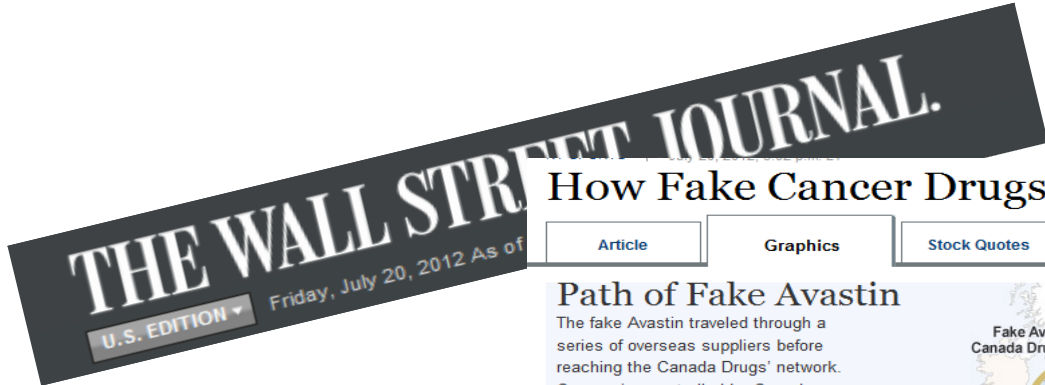 THE WALL STREET JOURNAL.
U.S. EDITION
Friday, July 20, 2012 As of
How Fake Cancer Drugs
Article
Graphics
Stock Quotes
Path of Fake Avastin
The fake Avastin traveled through a
series of overseas suppliers before
reaching the Canada Drugs' network.
Fake Av
Canada Dru